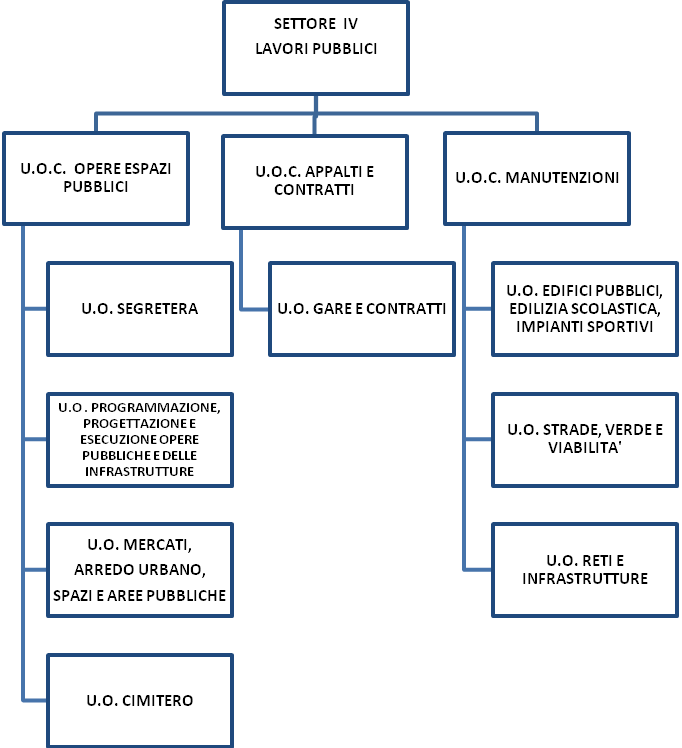 SETTORE IV
LAVORI PUBBLICI
U.O.C. OPERE ESPAZI
PUBBLICI
U.O.C. APPALTI E
CONTRATTI
U.O.C. MANUTENZIONI
U.O. SEGRETERA
U.O. GARE E CONTRATTI
U.O. EDIFICI PUBBLICI,
EDILIZIA SCOLASTICA,
IMPIANTI SPORTIVI
U.O. PROGRAMMAZIONE,
PROGETTAZIONE E
ESECUZIONE OPERE
PUBBLICHE E DELLE
INFRASTRUTTURE
U.O. STRADE, VERDE E
VIABILITA'
U.O. MERCATI,
ARREDO URBANO,
SPAZI E AREE PUBBLICHE
U.O. RETI E
INFRASTRUTTURE
U.O. CIMITERO